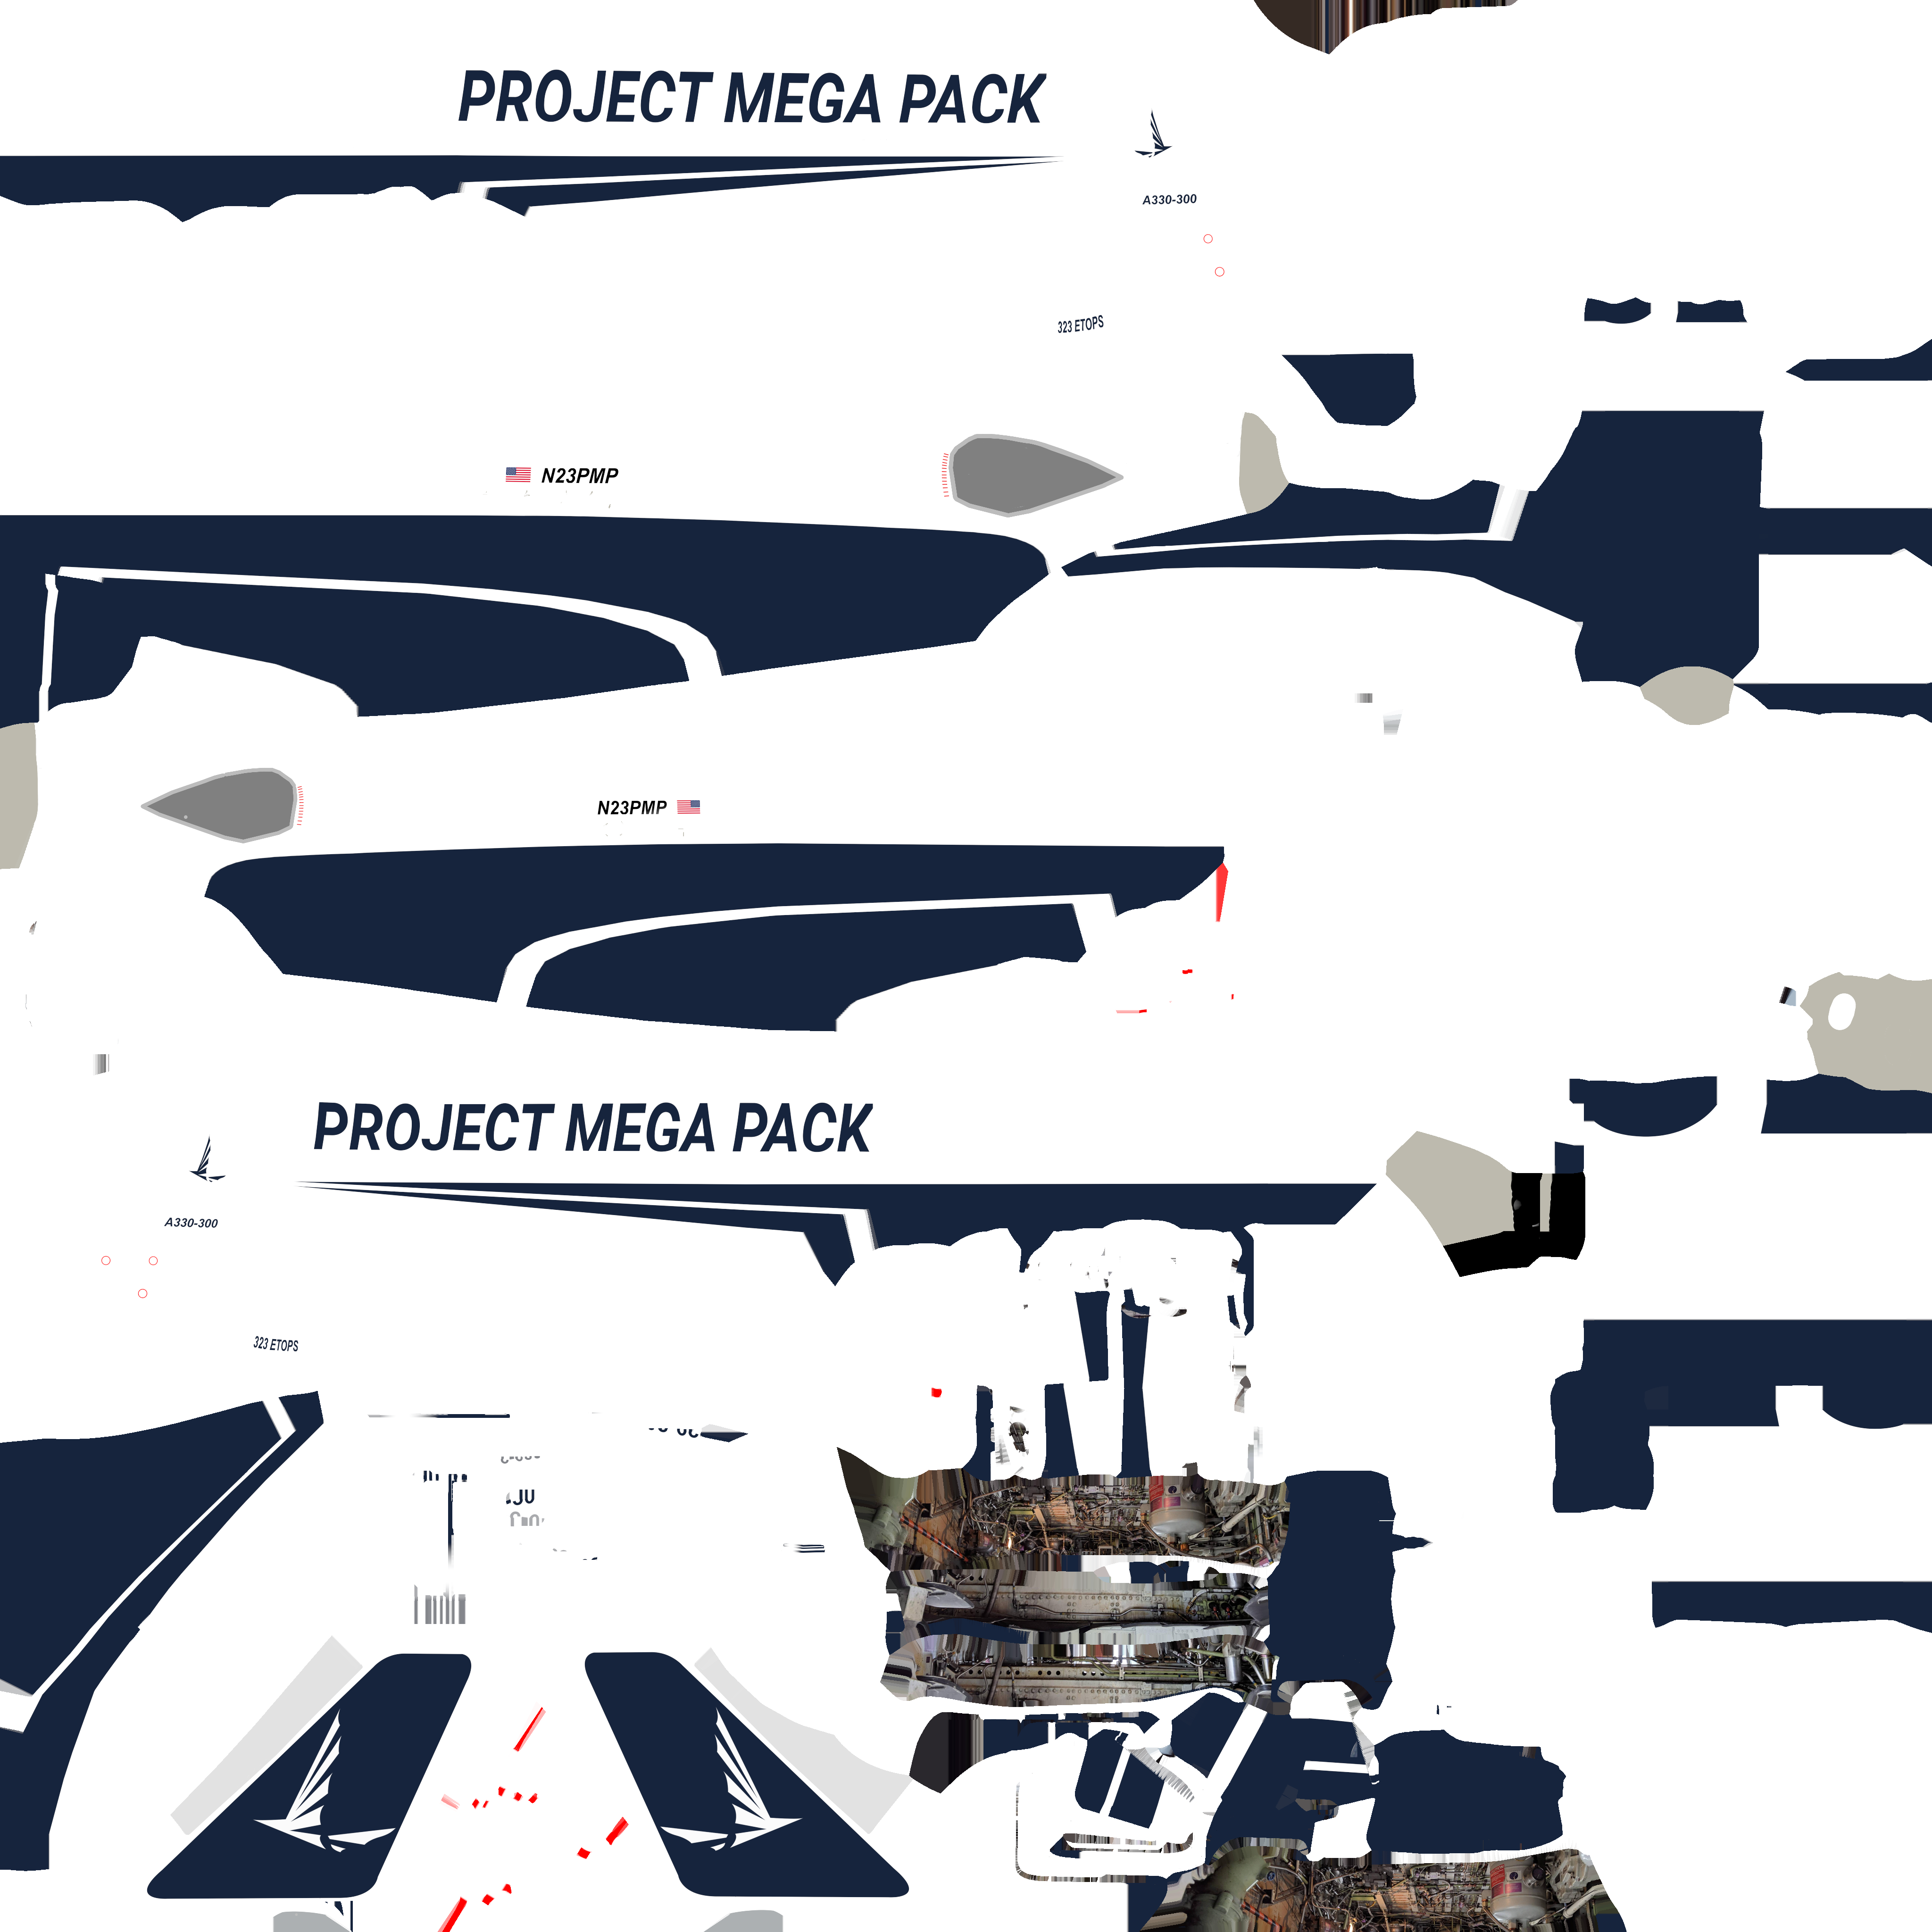 PROJECT MEGA PACK
A330-300
323 ETOPS
N23PMP
N23PMP
PROJECT MEGA PACK
A330-300
323 ETOPS